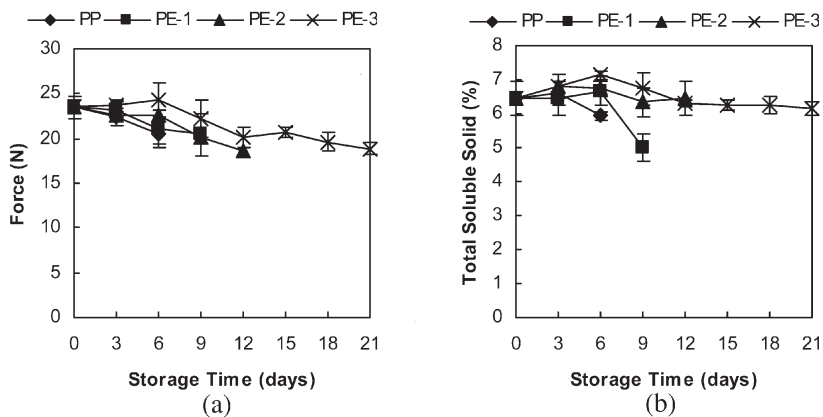 PP PE-1 PE-2 PE-3
30
25
20
15
10
5
0
Force (N)
0 3 6 9 12 15 18 21
Storage Time (days)
(a)
PP PE-1 PE-2 PE-3
8
7
6
5
4
3
2
1
0
Total Soluble Solid (%)
0 3 6 9 12 15 18 21
Storage Time (days)
(b)